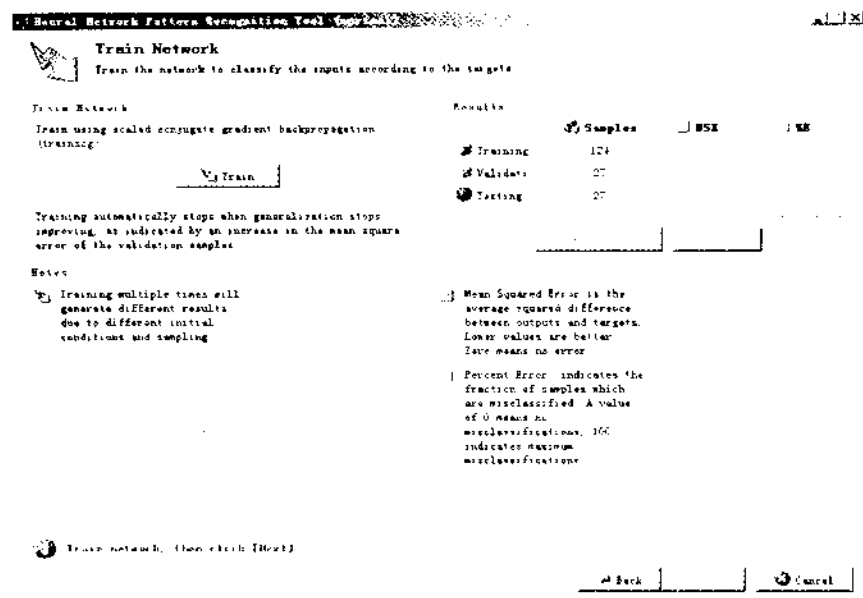 Neural Network Pattern Recognition Tool (nprtool)
Train Network
Train the network to classify the inputs according to the targets
Train Network
Train using scaled conjugate gradient backpropagation
(trainscg)
Train
Training automatically stops when generalization stops
improving, as indicated by an increase in the mean square
error of the validation samples
Notes
Training multiple times will
generate different results
due to different initial
conditions and sampling
Results
Samples MSE %E
Training 124
Validati 27
Testing 27
Mean Squared Error is the
average squared difference
between outputs and targets.
Lower values are better
Zero means no error
Percent Error indicates the
fraction of samples which
are misclassified A value
of 0 means no
misclassifications, 100
indicates maximum
misclassifications
Train network, then click [Next]
Back
Cancel